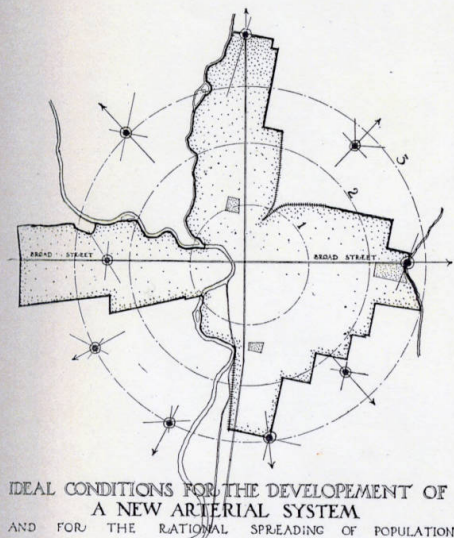 3
2
1
BROAD STREET
BROAD STREET
IDEAL CONDITIONS FOR THE DEVELOPEMENT OF
A NEW ARTERIAL SYSTEM
AND FOR THE RATIONAL SPREADING OF POPULATION